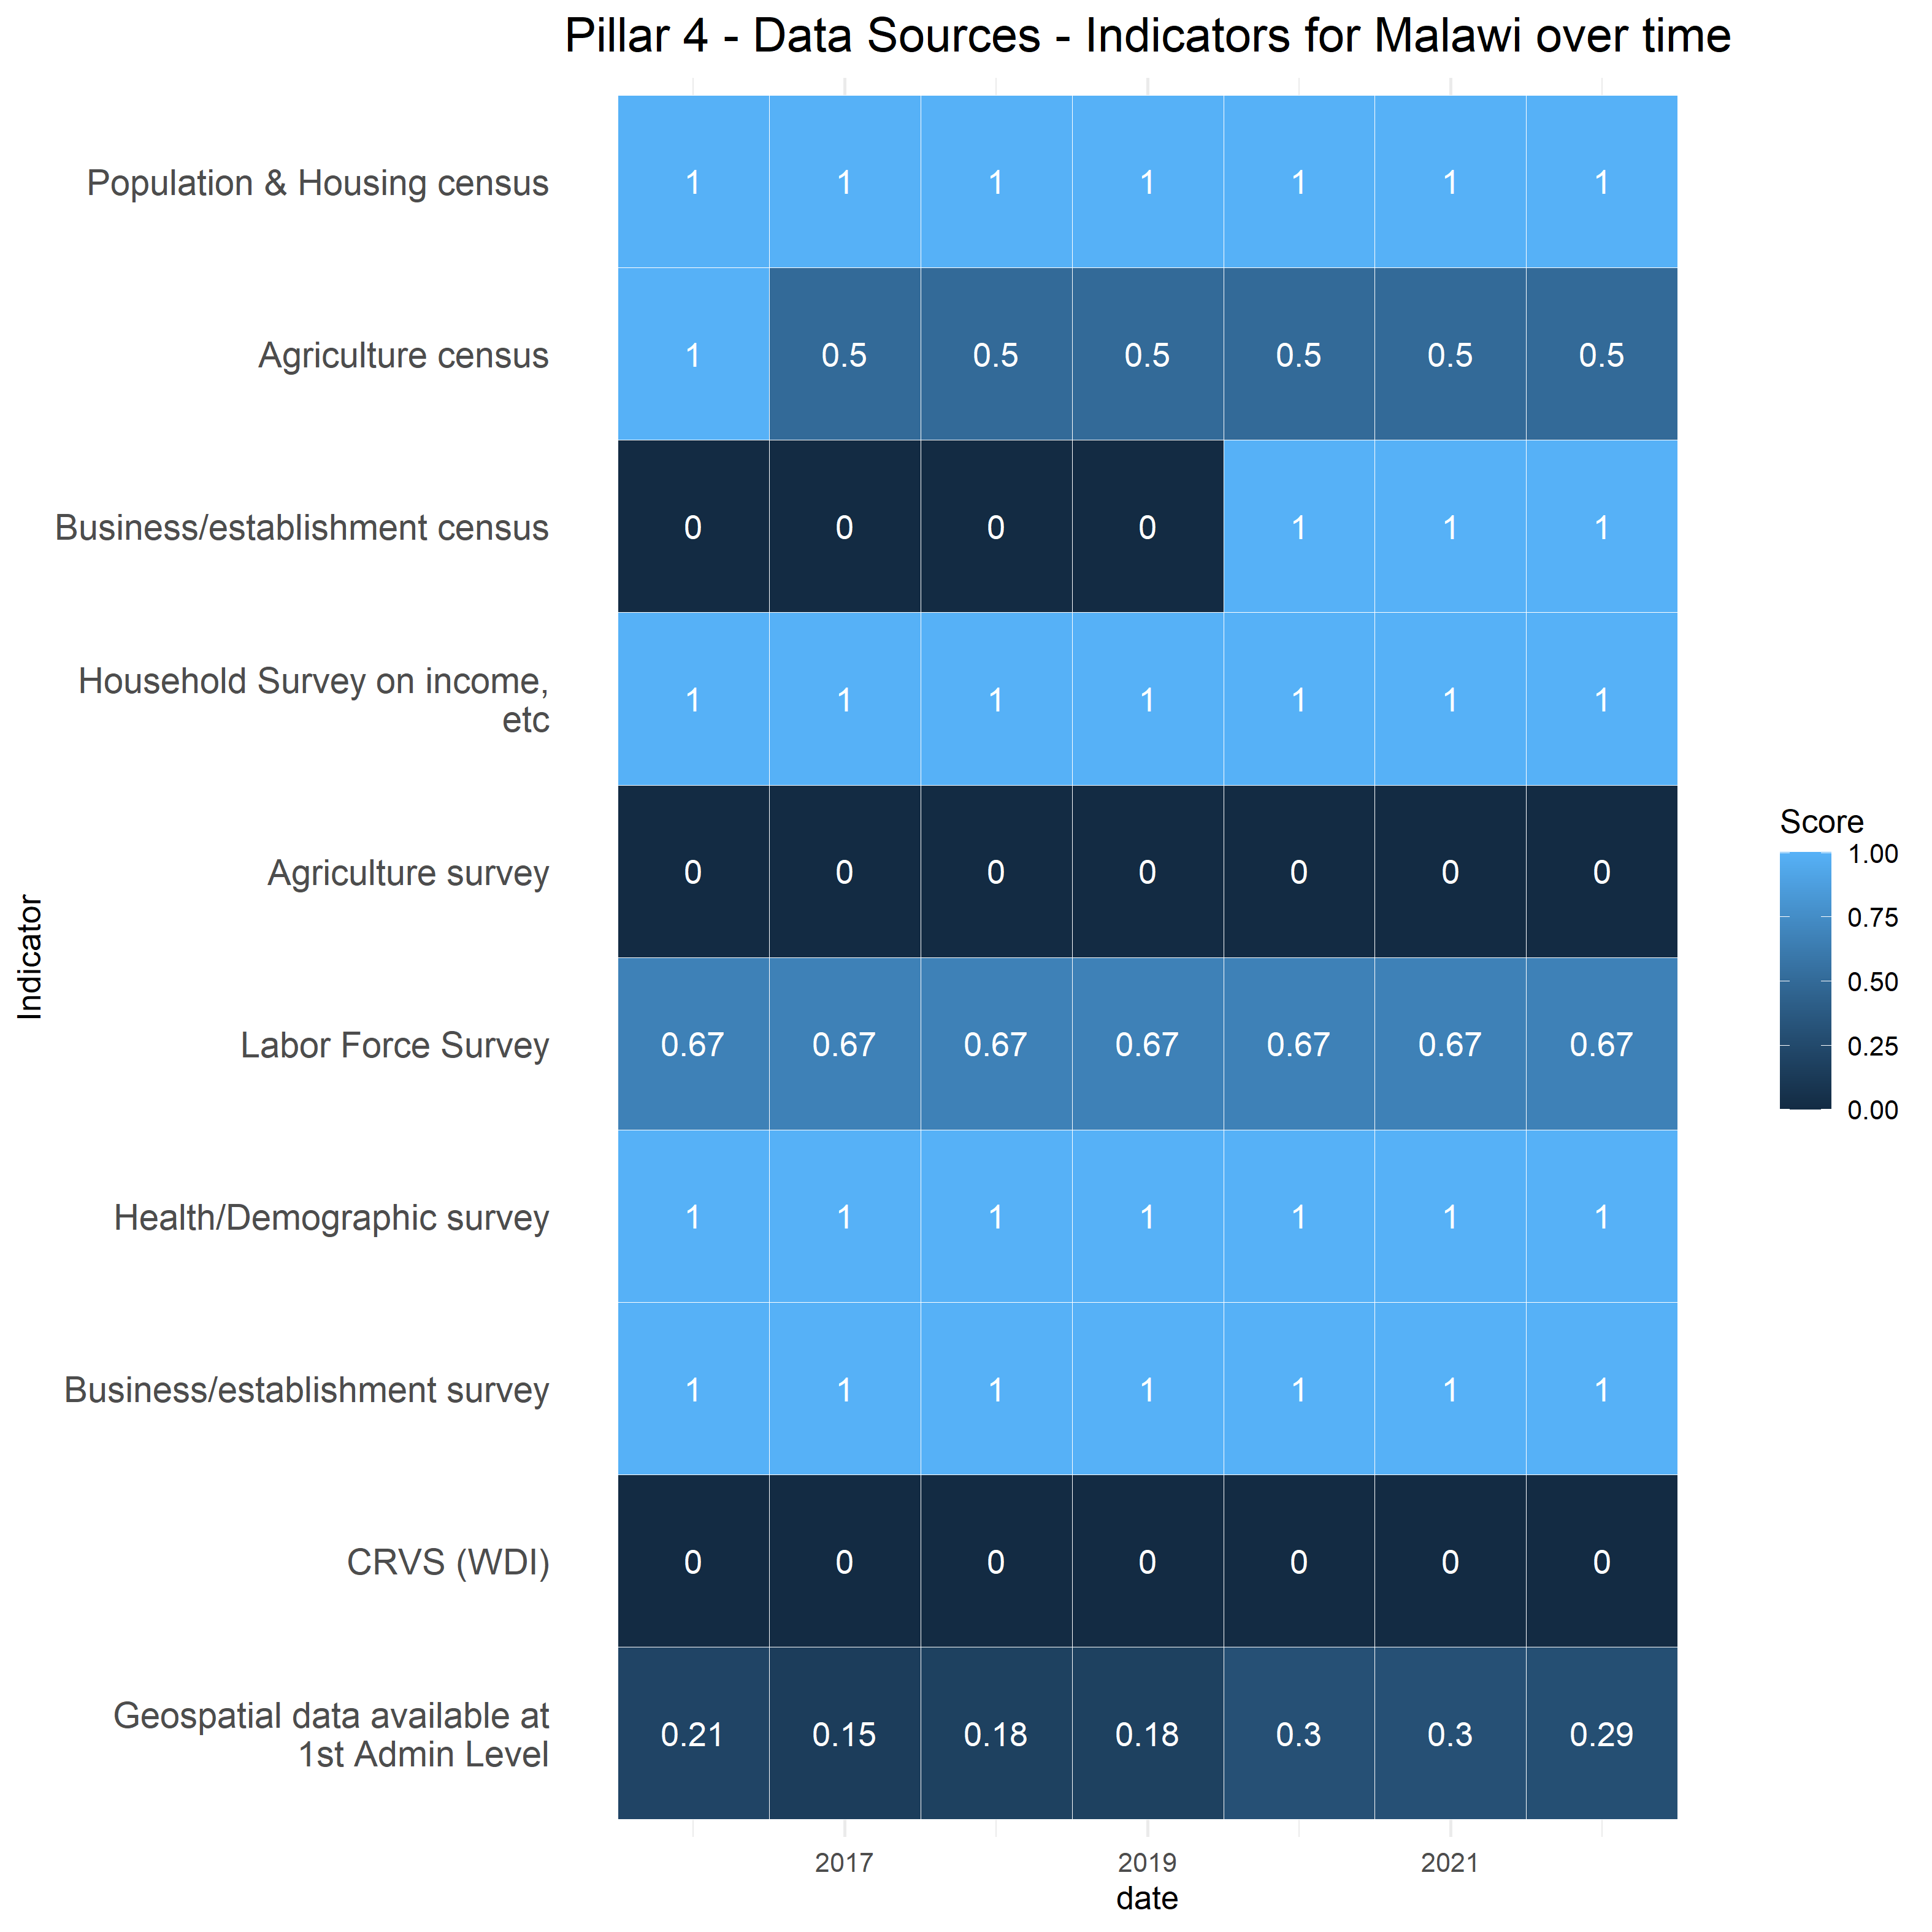 Pillar 4 - Data Sources - Indicators for Malawi over time
Population & Housing census
1 1 1 1 1 1 1
Agriculture census
1 0.5 0.5 0.5 0.5 0.5 0.5
Business/establishment census
0 0 0 0 1 1 1
Household Survey on income,
etc
1 1 1 1 1 1 1
Agriculture survey
0 0 0 0 0 0 0
Labor Force Survey
0.67 0.67 0.67 0.67 0.67 0.67 0.67
Health/Demographic survey
1 1 1 1 1 1 1
Business/establishment survey
1 1 1 1 1 1 1
CRVS (WDI)
0 0 0 0 0 0 0
Geospatial data available at
1st Admin Level
0.21 0.15 0.18 0.18 0.3 0.3 0.29
2017 2019 2021
date
Indicator
Score
1.00
0.75
0.50
0.25
0.00